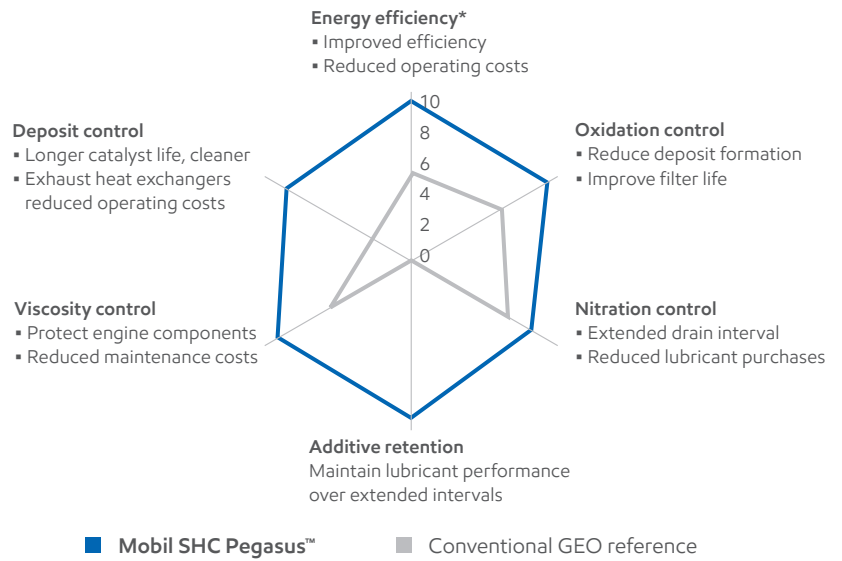 Energy efficiency*
▪ Improved efficiency
▪ Reduced operating costs
Deposit control
▪ Longer catalyst life, cleaner
▪ Exhaust heat exchangers
reduced operating costs
10
8
6
4
2
0
Oxidation control
▪ Reduce deposit formation
▪ Improve filter life
Viscosity control
▪ Protect engine components
▪ Reduced maintenance costs
Nitration control
▪ Extended drain interval
▪ Reduced lubricant purchases
Additive retention
Maintain lubricant performance
over extended intervals
Mobil SHC Pegasus™
Conventional GEO reference